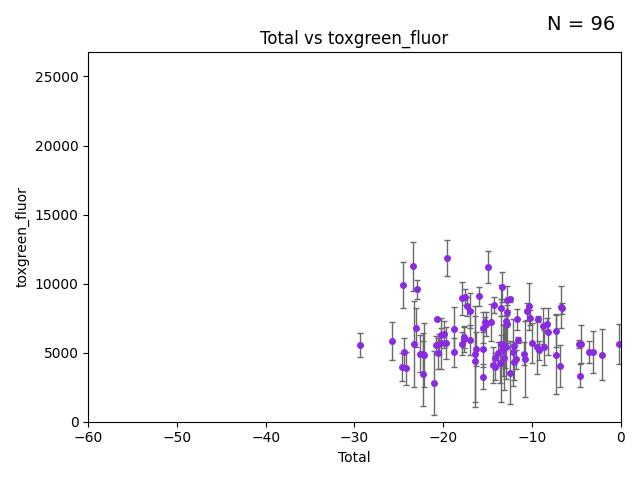 N = 96
Total vs toxgreen_fluor
25000
20000
15000
10000
5000
0
toxgreen_fluor
−60 −50 −40 −30 −20 −10 0
Total